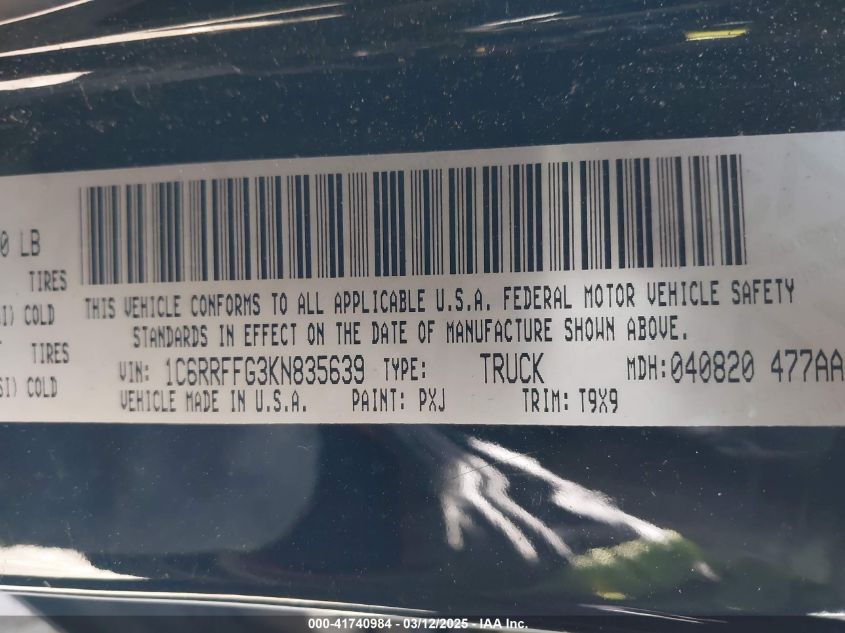 0 LB
TIRES
SI) COLD
TIRES
SI) COLD
THIS VEHICLE CONFORMS TO ALL APPLICABLE U.S.A. FEDERAL MOTOR VEHICLE SAFETY
STANDARDS IN EFFECT ON THE DATE OF MANUFACTURE SHOWN ABOVE.
VIN: 1C6RRFFG3KN835639 TYPE: TRUCK MDH:040820 477AA
VEHICLE MADE IN U.S.A. PAINT: PXJ TRIM: T9X9
000-41740984 - 03/12/2025 - IAA Inc.